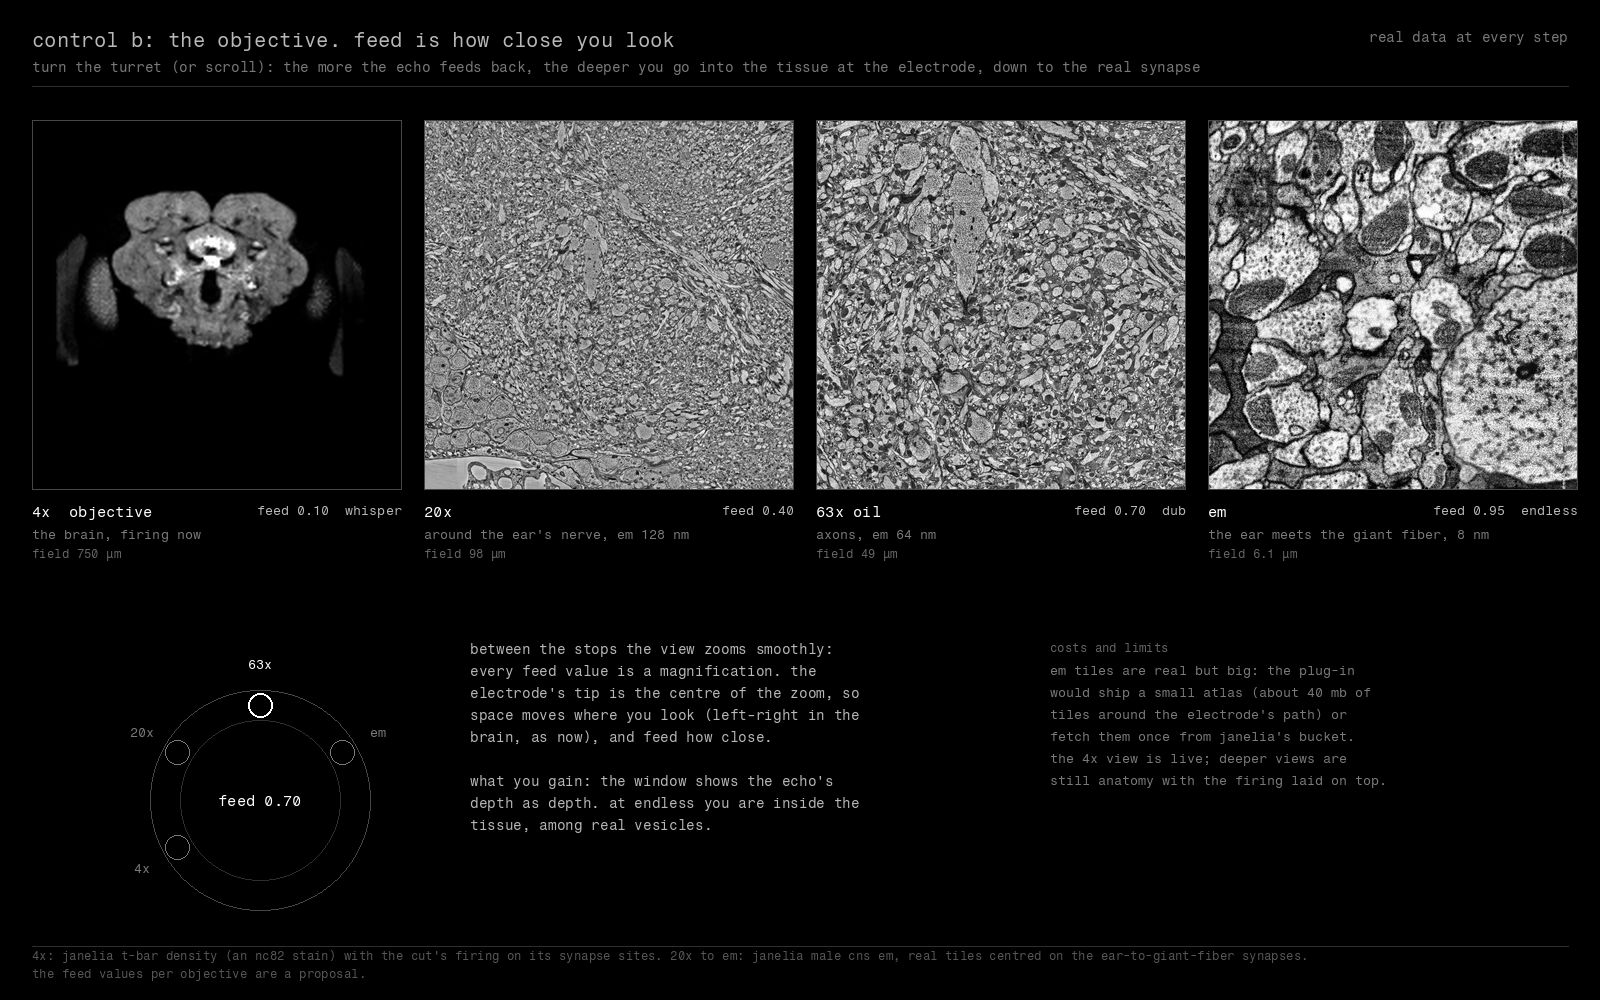 control b: the objective. feed is how close you look
real data at every step
turn the turret (or scroll): the more the echo feeds back, the deeper you go into the tissue at the electrode, down to the real synapse
4x objective
feed 0.10 whisper
the brain, firing now
field 750 µm
20x
feed 0.40
around the ear's nerve, em 128 nm
field 98 µm
63x oil
feed 0.70 dub
axons, em 64 nm
field 49 µm
em
feed 0.95 endless
the ear meets the giant fiber, 8 nm
field 6.1 µm
63x
20x
em
feed 0.70
4x
between the stops the view zooms smoothly:
every feed value is a magnification. the
electrode's tip is the centre of the zoom, so
space moves where you look (left-right in the
brain, as now), and feed how close.
what you gain: the window shows the echo's
depth as depth. at endless you are inside the
tissue, among real vesicles.
costs and limits
em tiles are real but big: the plug-in
would ship a small atlas (about 40 mb of
tiles around the electrode's path) or
fetch them once from janelia's bucket.
the 4x view is live; deeper views are
still anatomy with the firing laid on top.
4x: janelia t-bar density (an nc82 stain) with the cut's firing on its synapse sites. 20x to em: janelia male cns em, real tiles centred on the ear-to-giant-fiber synapses.
the feed values per objective are a proposal.